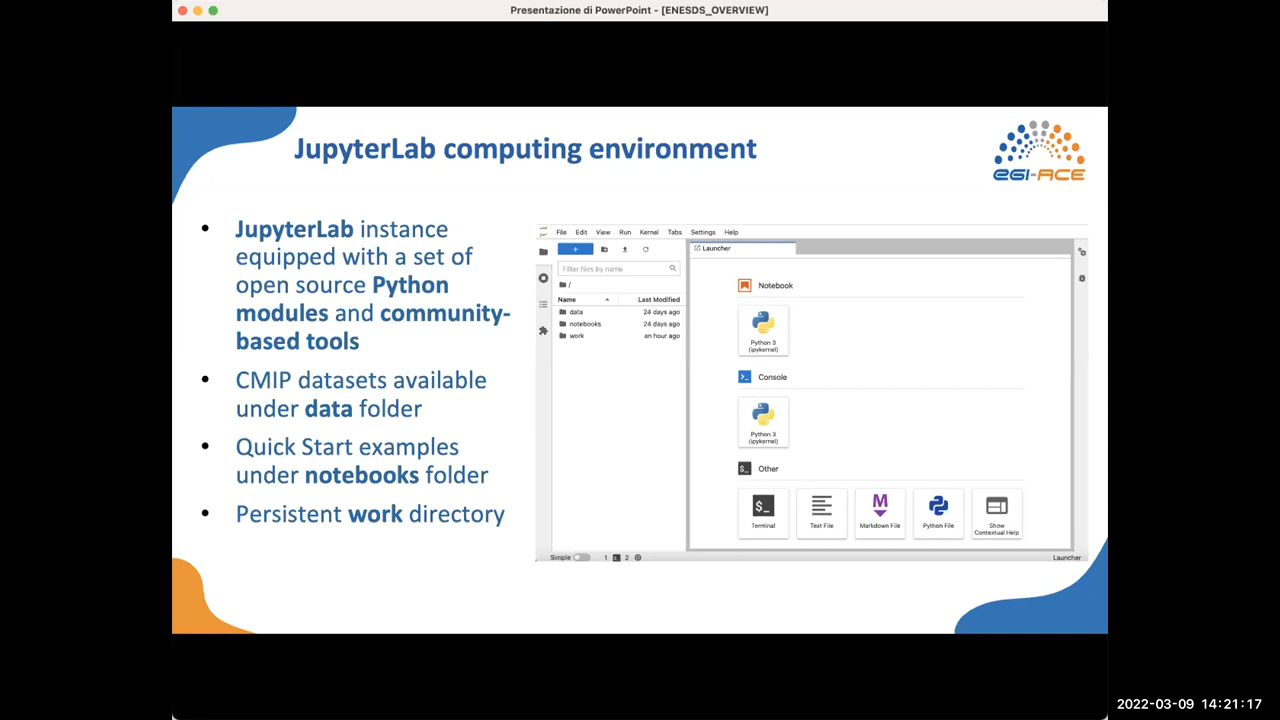 Presentazione di PowerPoint - [ENESDS_OVERVIEW]
JupyterLab computing environment
EGI-ACE
• JupyterLab instance
equipped with a set of
open source Python
modules and community-
based tools
• CMIP datasets available
under data folder
• Quick Start examples
under notebooks folder
• Persistent work directory
File Edit View Run Kernel Tabs Settings Help
+
Launcher
Filter files by name
/
Name Last Modified
data 24 days ago
notebooks 24 days ago
work an hour ago
Notebook
Python 3
(ipykernel)
Console
Python 3
(ipykernel)
$_ Other
$_ M
Terminal Text File Markdown File Python File Show
Contextual Help
Simple 1 2 Launcher
2022-03-09 14:21:17